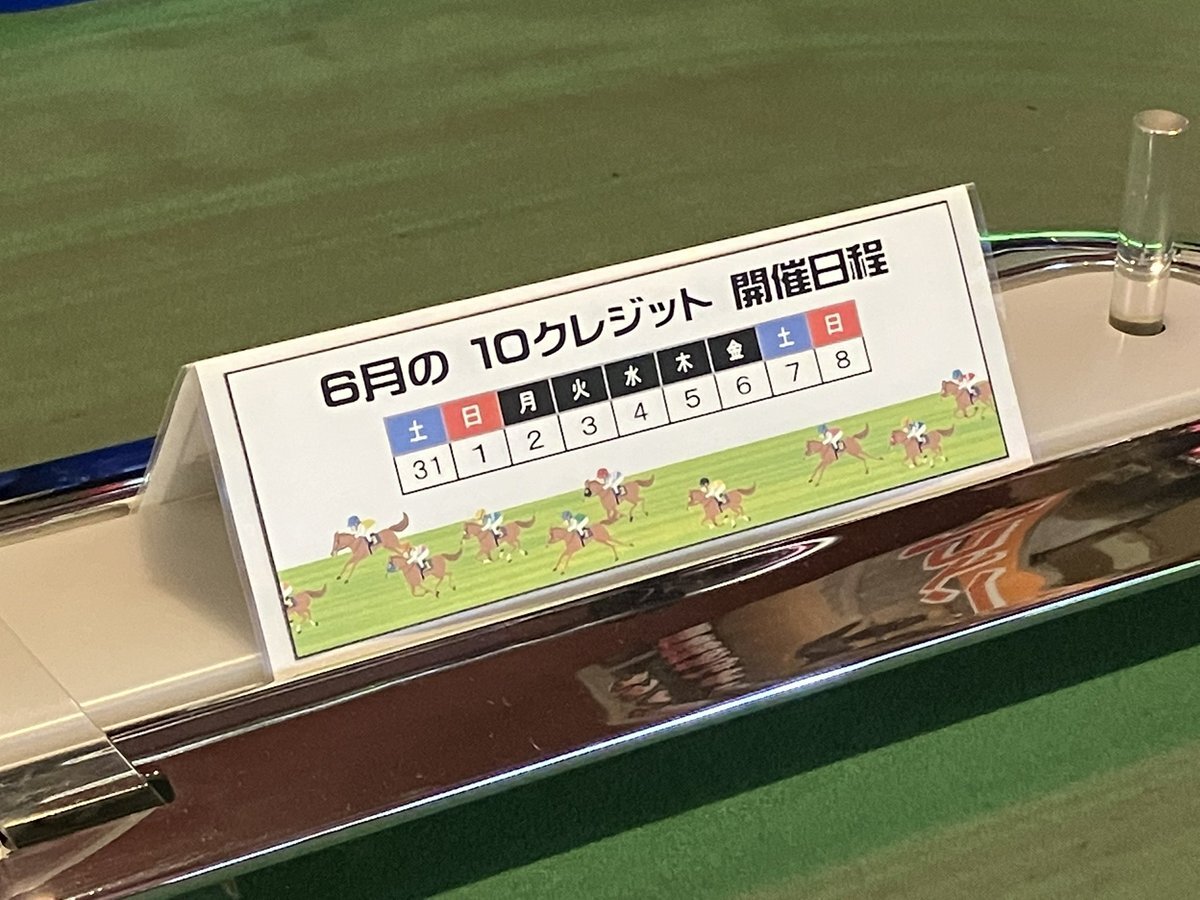 6月の 10クレジット 開催日程
土 日 月 火 水 木 金 土 日
31 1 2 3 4 5 6 7 8